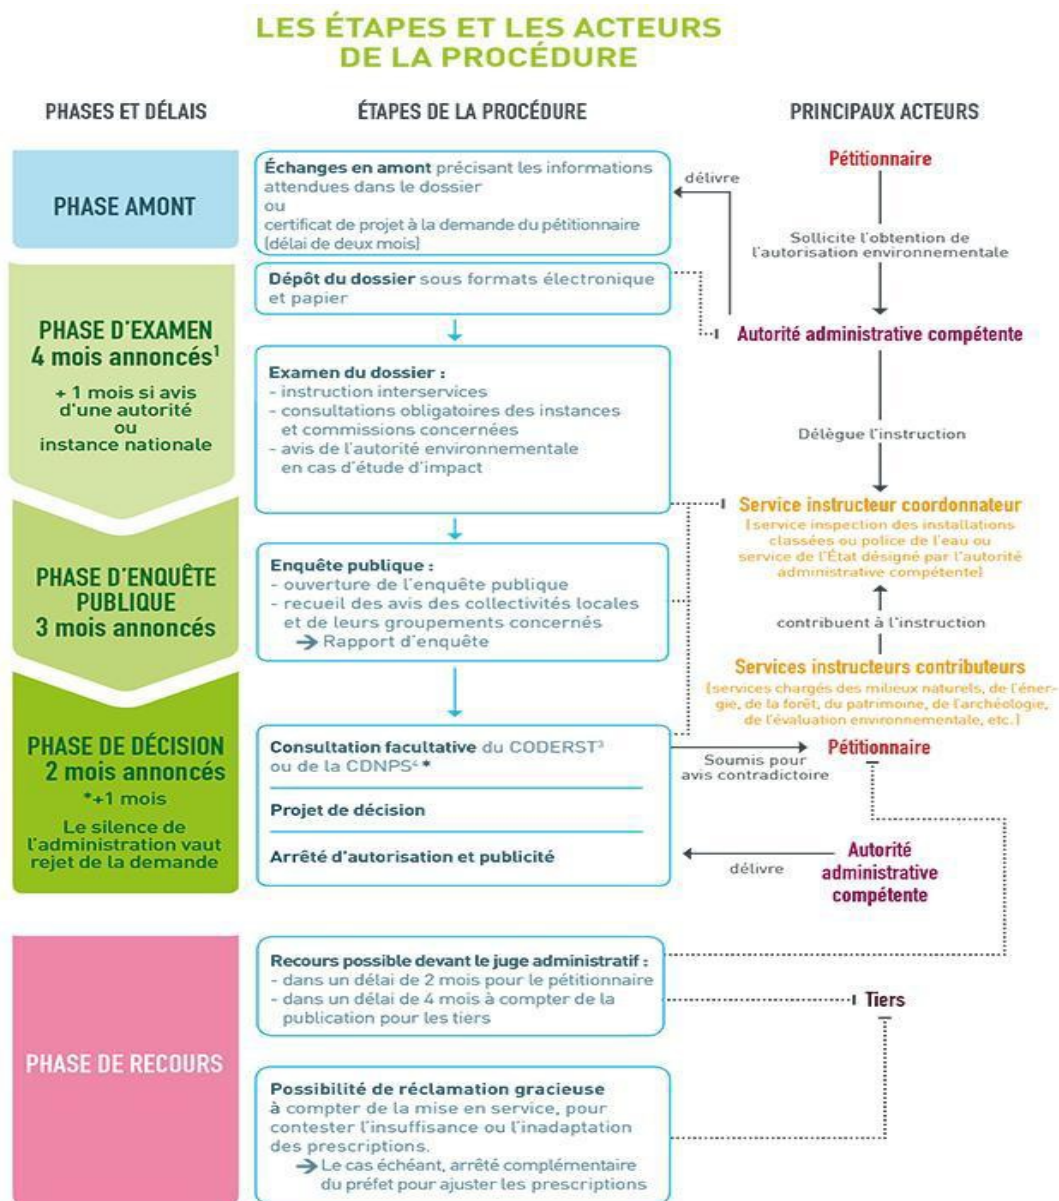 LES ÉTAPES ET LES ACTEURS
DE LA PROCÉDURE
PHASES ET DÉLAIS
ÉTAPES DE LA PROCÉDURE
PRINCIPAUX ACTEURS
PHASE AMONT
Échanges en amont précisant les informations
attendues dans le dossier
ou
certificat de projet à la demande du pétitionnaire
(délai de deux mois)
délivre
Pétitionnaire
Sollicite l'obtention de
l'autorisation environnementale
PHASE D'EXAMEN
4 mois annoncés¹
+ 1 mois si avis
d'une autorité
ou
instance nationale
Dépôt du dossier sous formats électronique
et papier
Autorité administrative compétente
Examen du dossier :
- instruction interservices
- consultations obligatoires des instances
et commissions concernées
- avis de l'autorité environnementale
en cas d'étude d'impact
Délègue l'instruction
Service instructeur coordonnateur
(service inspection des installations
classées ou police de l'eau ou
service de l'État désigné par l'autorité
administrative compétente)
PHASE D'ENQUÊTE
PUBLIQUE
3 mois annoncés
Enquête publique :
- ouverture de l'enquête publique
- recueil des avis des collectivités locales
et de leurs groupements concernés
→ Rapport d'enquête
contribuent à l'instruction
Services instructeurs contributeurs
(services chargés des milieux naturels, de l'éner-
gie, de la forêt, du patrimoine, de l'archéologie,
de l'évaluation environnementale, etc.)
PHASE DE DÉCISION
2 mois annoncés
*+1 mois
Le silence de
l'administration vaut
rejet de la demande
Consultation facultative du CODERST³
ou de la CDNPS⁴ *
Projet de décision
Arrêté d'autorisation et publicité
Soumis pour
avis contradictoire
Pétitionnaire
délivre
Autorité
administrative
compétente
PHASE DE RECOURS
Recours possible devant le juge administratif :
- dans un délai de 2 mois pour le pétitionnaire
- dans un délai de 4 mois à compter de la
publication pour les tiers
Tiers
Possibilité de réclamation gracieuse
à compter de la mise en service, pour
contester l'insuffisance ou l'inadaptation
des prescriptions.
→ Le cas échéant, arrêté complémentaire
du préfet pour ajuster les prescriptions